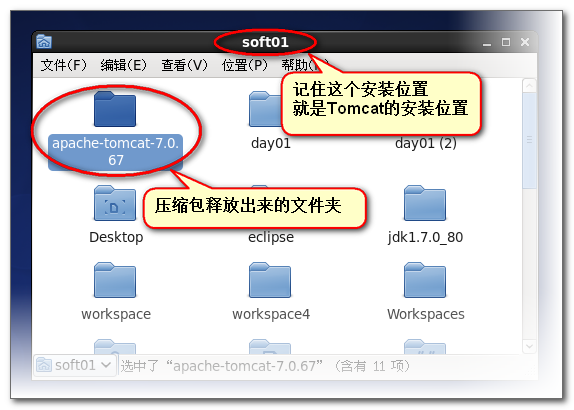 soft01
文件(F) 编辑(E) 查看(V) 位置(P) 帮助(
记住这个安装位置
就是Tomcat的安装位置
apache-tomcat-7.0.
67
day01
day01 (2)
压缩包释放出来的文件夹
Desktop
eclipse
jdk1.7.0_80
workspace
workspace4
Workspaces
soft01 选中了“apache-tomcat-7.0.67” (含有 11 项)